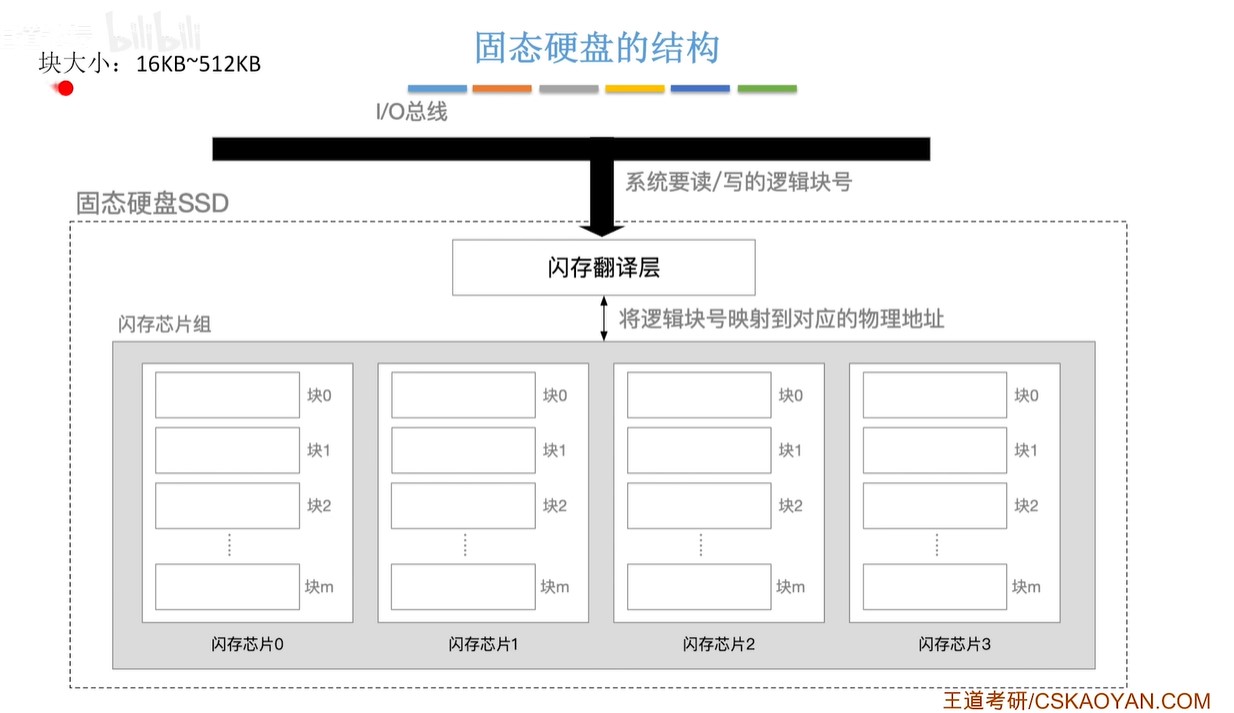 bilibili
固态硬盘的结构
块大小：16KB~512KB
I/O总线
系统要读/写的逻辑块号
固态硬盘SSD
闪存翻译层
将逻辑块号映射到对应的物理地址
闪存芯片组
块0
块0
块0
块0
块1
块1
块1
块1
块2
块2
块2
块2
块m
块m
块m
块m
闪存芯片0
闪存芯片1
闪存芯片2
闪存芯片3
王道考研/CSKAOYAN.COM